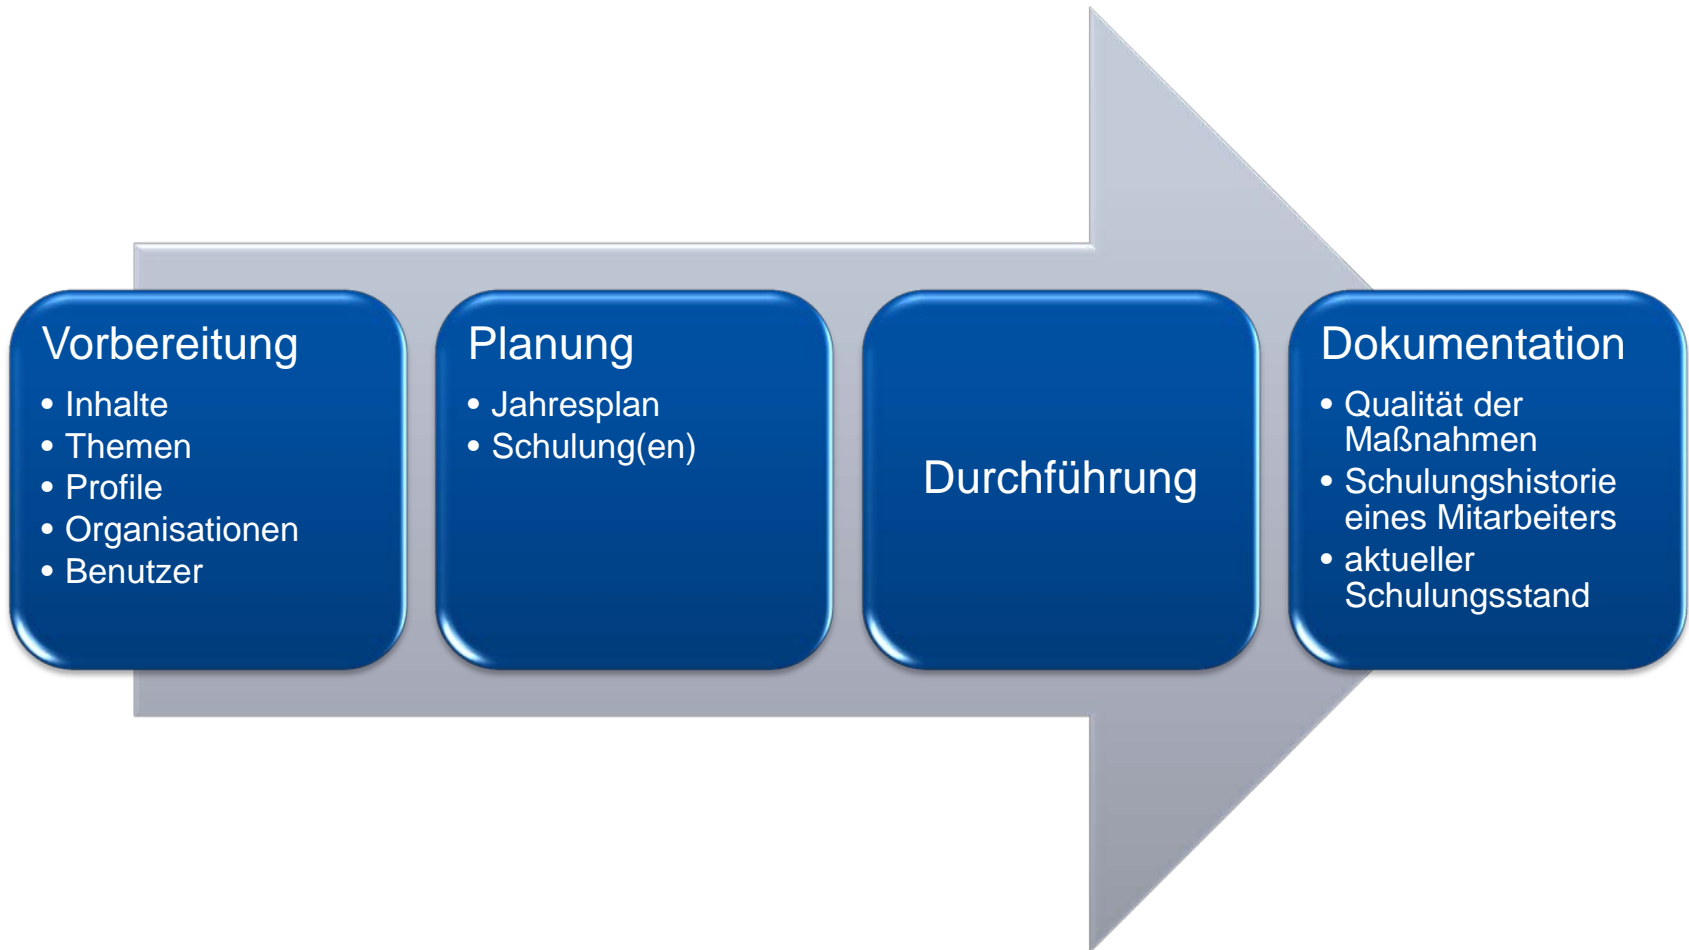 Vorbereitung
• Inhalte
• Themen
• Profile
• Organisationen
• Benutzer
Planung
• Jahresplan
• Schulung(en)
Durchführung
Dokumentation
• Qualität der
Maßnahmen
• Schulungshistorie
eines Mitarbeiters
• aktueller
Schulungsstand